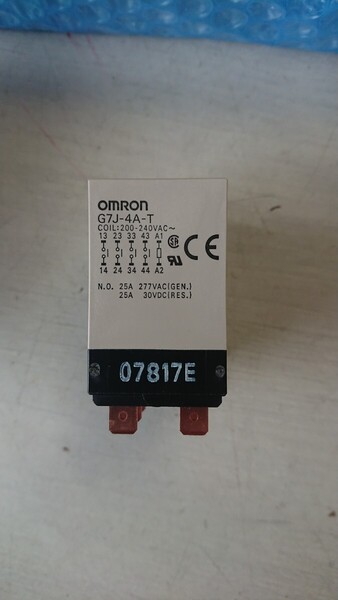 OMRON
G7J-4A-T
COIL:200-240VAC~
13 23 33 43 A1
14 24 34 44 A2
N.O. 25A 277VAC(GEN.)
25A 30VDC(RES.)
07817E